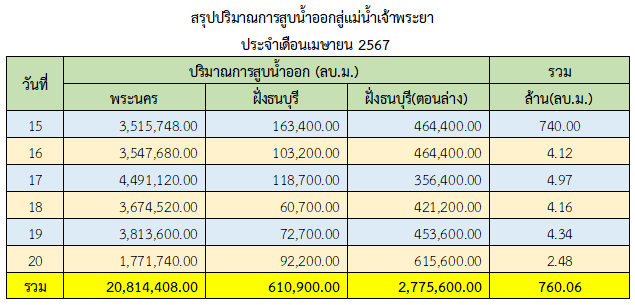 สรุปปริมาณการสูบน้ำออกสู่แม่น้ำเจ้าพระยา
ประจำเดือนเมษายน 2567
วันที่ ปริมาณการสูบน้ำออก (ลบ.ม.) รวม
พระนคร ฝั่งธนบุรี ฝั่งธนบุรี(ตอนล่าง) ล้าน(ลบ.ม.)
15 3,515,748.00 163,400.00 464,400.00 740.00
16 3,547,680.00 103,200.00 464,400.00 4.12
17 4,491,120.00 118,700.00 356,400.00 4.97
18 3,674,520.00 60,700.00 421,200.00 4.16
19 3,813,600.00 72,700.00 453,600.00 4.34
20 1,771,740.00 92,200.00 615,600.00 2.48
รวม 20,814,408.00 610,900.00 2,775,600.00 760.06